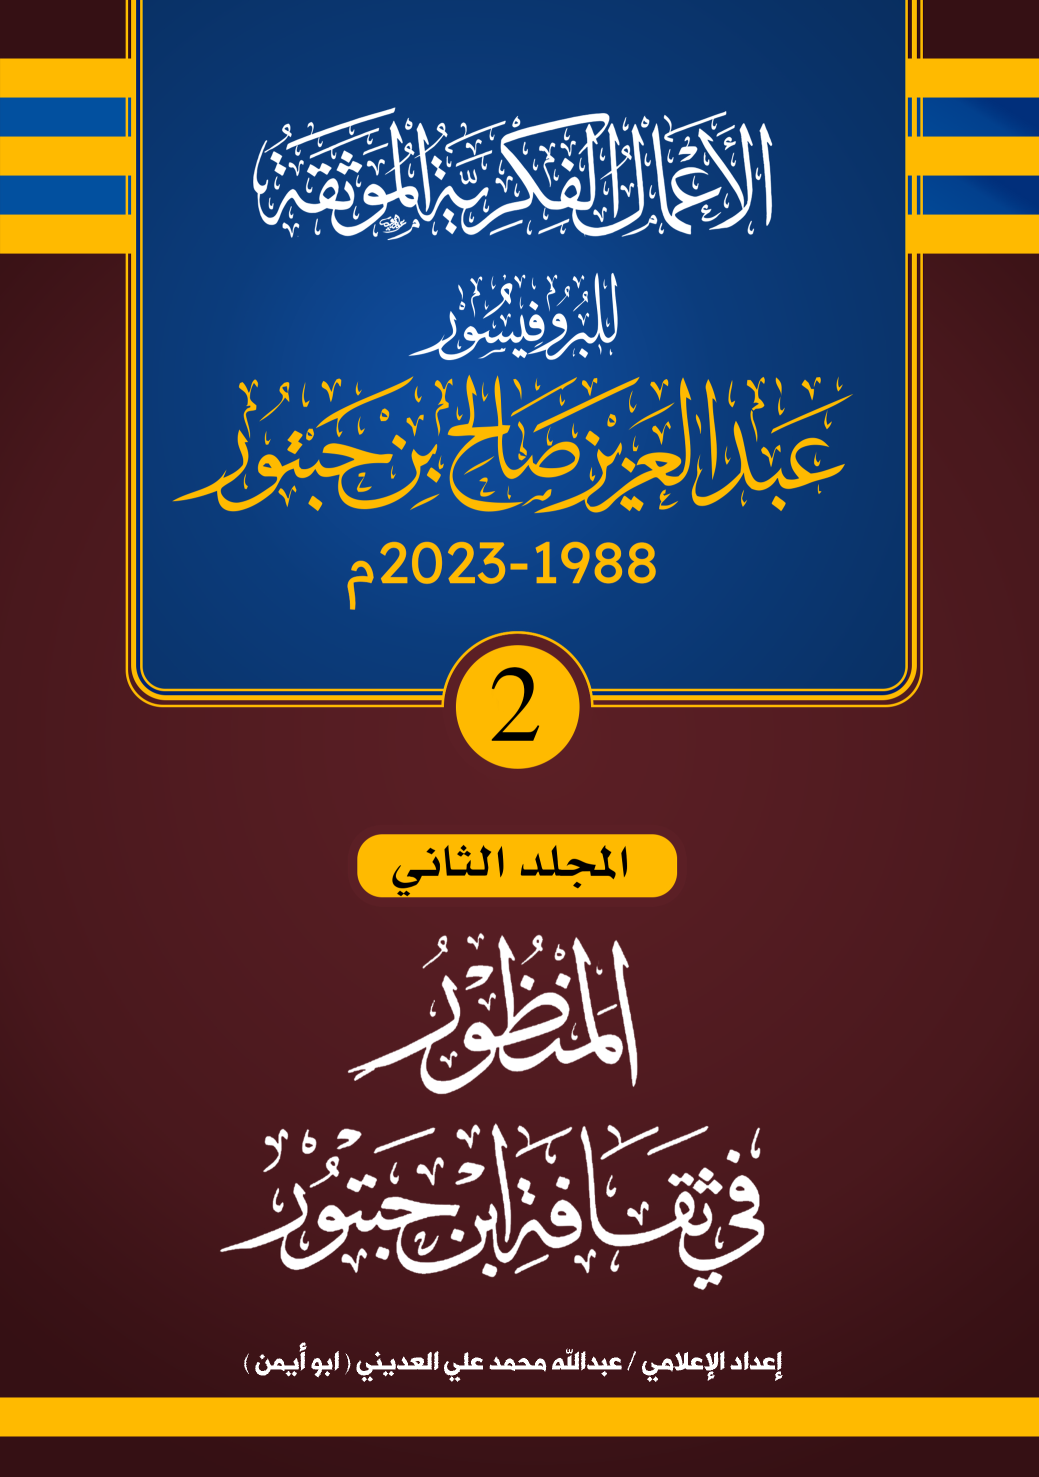 الأعمال الفكرية الموثقة
للبروفيسور
عبدالعزيز صالح بن حبتور
1988-2023م
2
المجلد الثاني
المنظور
في ثقافة ابن حبتور
إعداد الإعلامي / عبدالله محمد علي العديني ( ابو أيمن )